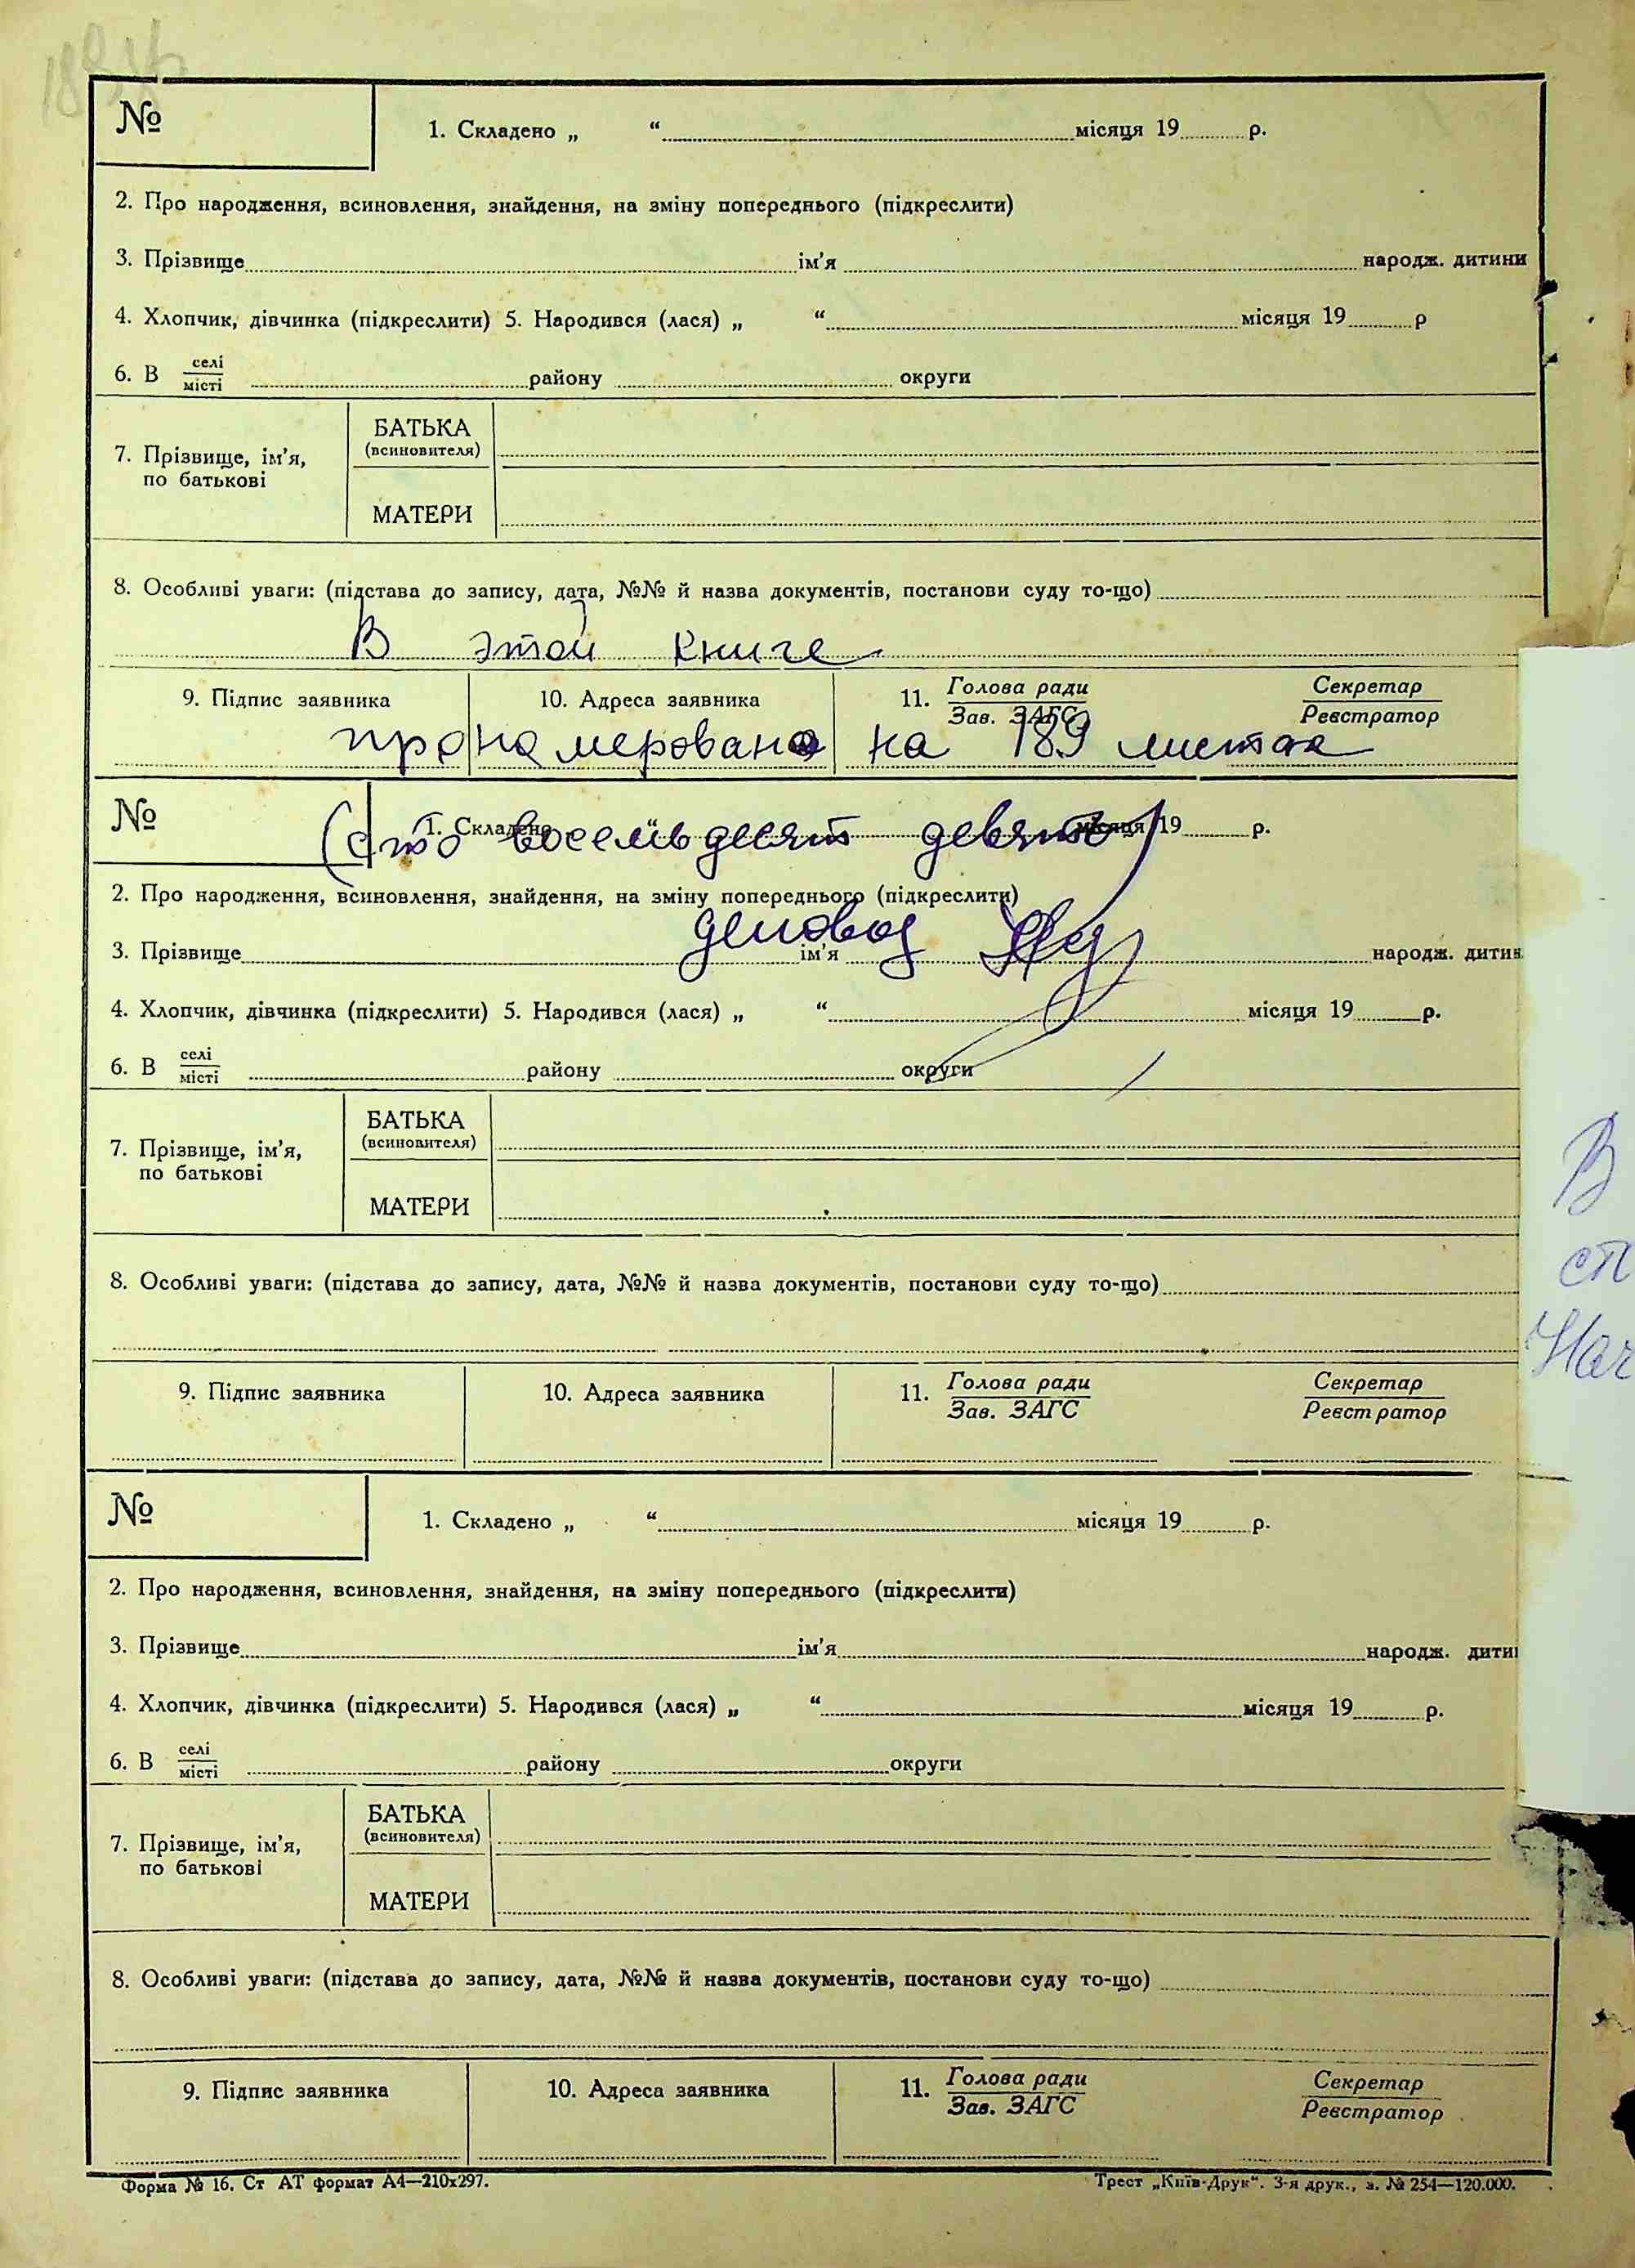 № 1. Складено „ “ місяця 19 р.
2. Про народження, всиновлення, знайдення, на зміну попереднього (підкреслити)
3. Прізвище ім'я народж. дитини
4. Хлопчик, дівчинка (підкреслити) 5. Народився (лася) „ “ місяця 19 р
6. В селі місті району округи
7. Прізвище, ім'я, по батькові
БАТЬКА
(всиновителя)
МАТЕРИ
8. Особливі уваги: (підстава до запису, дата, №№ й назва документів, постанови суду то-що)
В этой книге
9. Підпис заявника 10. Адреса заявника 11. Голова ради Зав. ЗАГС Секретар Реєстратор
пронамеровано на 189 листах
№ 1. Складено „ “ місяця 19 р.
(сто восемьдесят девять)
2. Про народження, всиновлення, знайдення, на зміну попереднього (підкреслити)
деловод
3. Прізвище ім'я народж. дитин
4. Хлопчик, дівчинка (підкреслити) 5. Народився (лася) „ “ місяця 19 р.
6. В селі місті району округи
7. Прізвище, ім'я, по батькові
БАТЬКА
(всиновителя)
МАТЕРИ
В
ст
Нач
8. Особливі уваги: (підстава до запису, дата, №№ й назва документів, постанови суду то-що)
9. Підпис заявника 10. Адреса заявника 11. Голова ради Зав. ЗАГС Секретар Реєстратор
№ 1. Складено „ “ місяця 19 р.
2. Про народження, всиновлення, знайдення, на зміну попереднього (підкреслити)
3. Прізвище ім'я народж. дити
4. Хлопчик, дівчинка (підкреслити) 5. Народився (лася) „ “ місяця 19 р.
6. В селі місті району округи
7. Прізвище, ім'я, по батькові
БАТЬКА
(всиновителя)
МАТЕРИ
8. Особливі уваги: (підстава до запису, дата, №№ й назва документів, постанови суду то-що)
9. Підпис заявника 10. Адреса заявника 11. Голова ради Зав. ЗАГС Секретар Реєстратор
Форма № 16. Ст АТ формат А4—210х297. Трест „Київ-Друк“. 3-я друк., з. № 254—120.000.